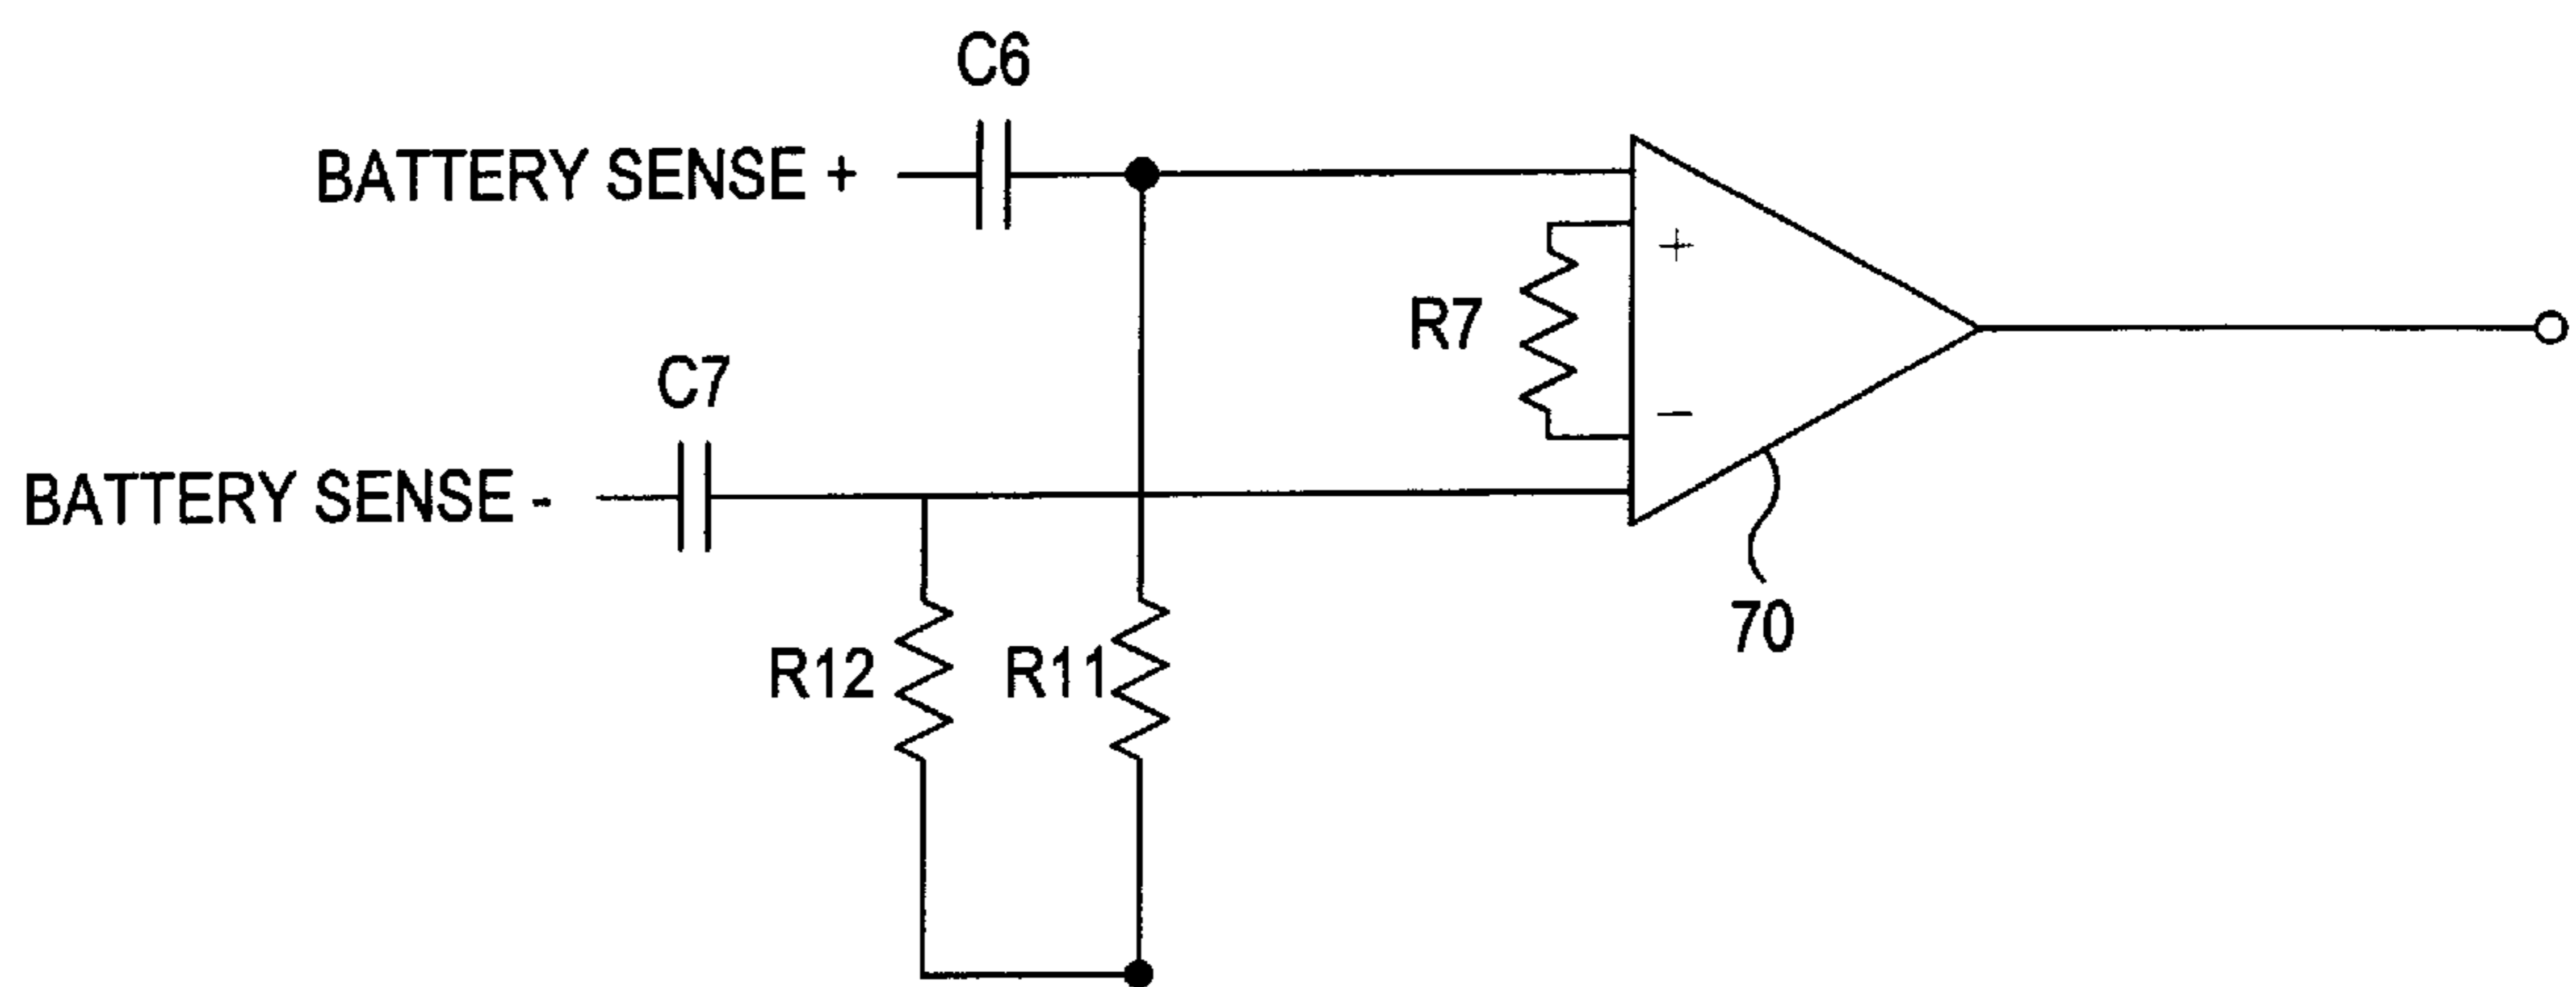 C6
BATTERY SENSE +
+
R7
C7
−
BATTERY SENSE -
R12
R11
70